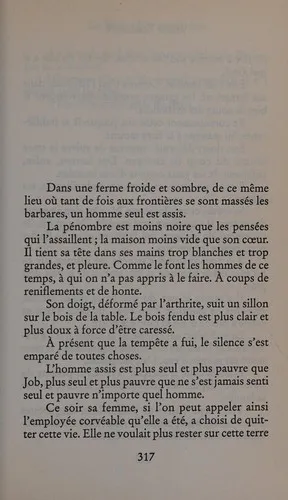 Dans une ferme froide et sombre, de ce même
lieu où tant de fois aux frontières se sont massés les
barbares, un homme seul est assis.
La pénombre est moins noire que les pensées
qui l'assaillent ; la maison moins vide que son cœur.
Il tient sa tête dans ses mains trop blanches et trop
grandes, et pleure. Comme le font les hommes de ce
temps, à qui on n'a pas appris à le faire. À coups de
reniflements et de honte.
Son doigt, déformé par l'arthrite, suit un sillon
sur le bois de la table. Le bois fendu est plus clair et
plus doux à force d'être caressé.
À présent que la tempête a fui, le silence s'est
emparé de toutes choses.
L'homme assis est plus seul et plus pauvre que
Job, plus seul et plus pauvre que ne s'est jamais senti
seul et pauvre n'importe quel homme.
Ce soir sa femme, si l'on peut appeler ainsi
l'employée corvéable qu'elle a été, a choisi de quit-
ter cette vie. Elle ne voulait plus rester sur cette terre
317